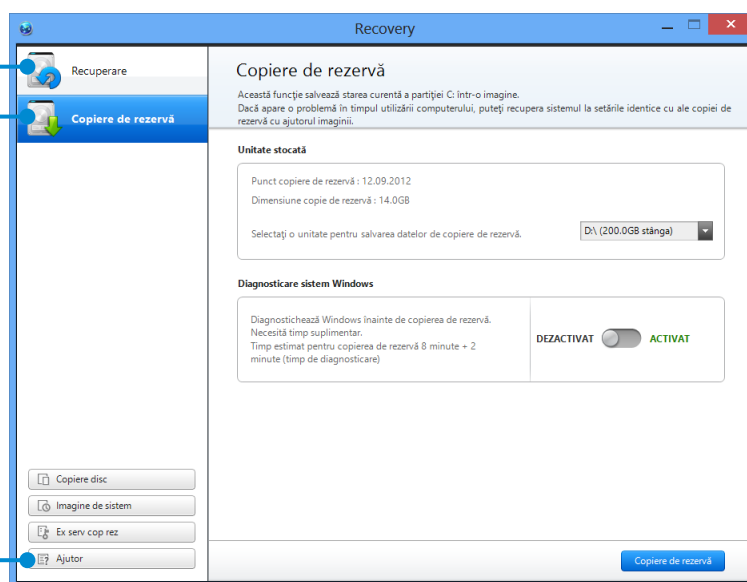 Recovery
Recuperare
Copiere de rezervă
Copiere de rezervă
Această funcție salvează starea curentă a partiției C: într-o imagine.
Dacă apare o problemă în timpul utilizării computerului, puteți recupera sistemul la setările identice cu ale copiei de
rezervă cu ajutorul imaginii.
Unitate stocată
Punct copiere de rezervă : 12.09.2012
Dimensiune copie de rezervă : 14.0GB
Selectați o unitate pentru salvarea datelor de copiere de rezervă.
D:\ (200.0GB stânga)
Diagnosticare sistem Windows
Diagnostichează Windows înainte de copierea de rezervă.
Necesită timp suplimentar.
Timp estimat pentru copierea de rezervă 8 minute + 2
minute (timp de diagnosticare)
DEZACTIVAT
ACTIVAT
Copiere disc
Imagine de sistem
Ex serv cop rez
Ajutor
Copiere de rezervă